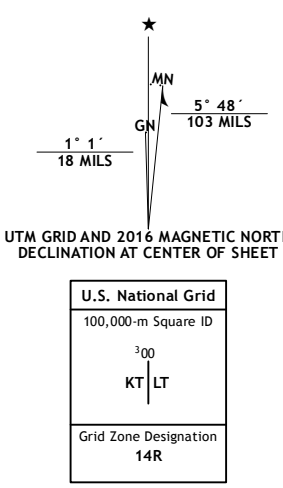 ★
MN
GN
5° 48´
103 MILS
1° 1´
18 MILS
UTM GRID AND 2016 MAGNETIC NORT
DECLINATION AT CENTER OF SHEET
U.S. National Grid
100,000-m Square ID
³00
KT LT
Grid Zone Designation
14R